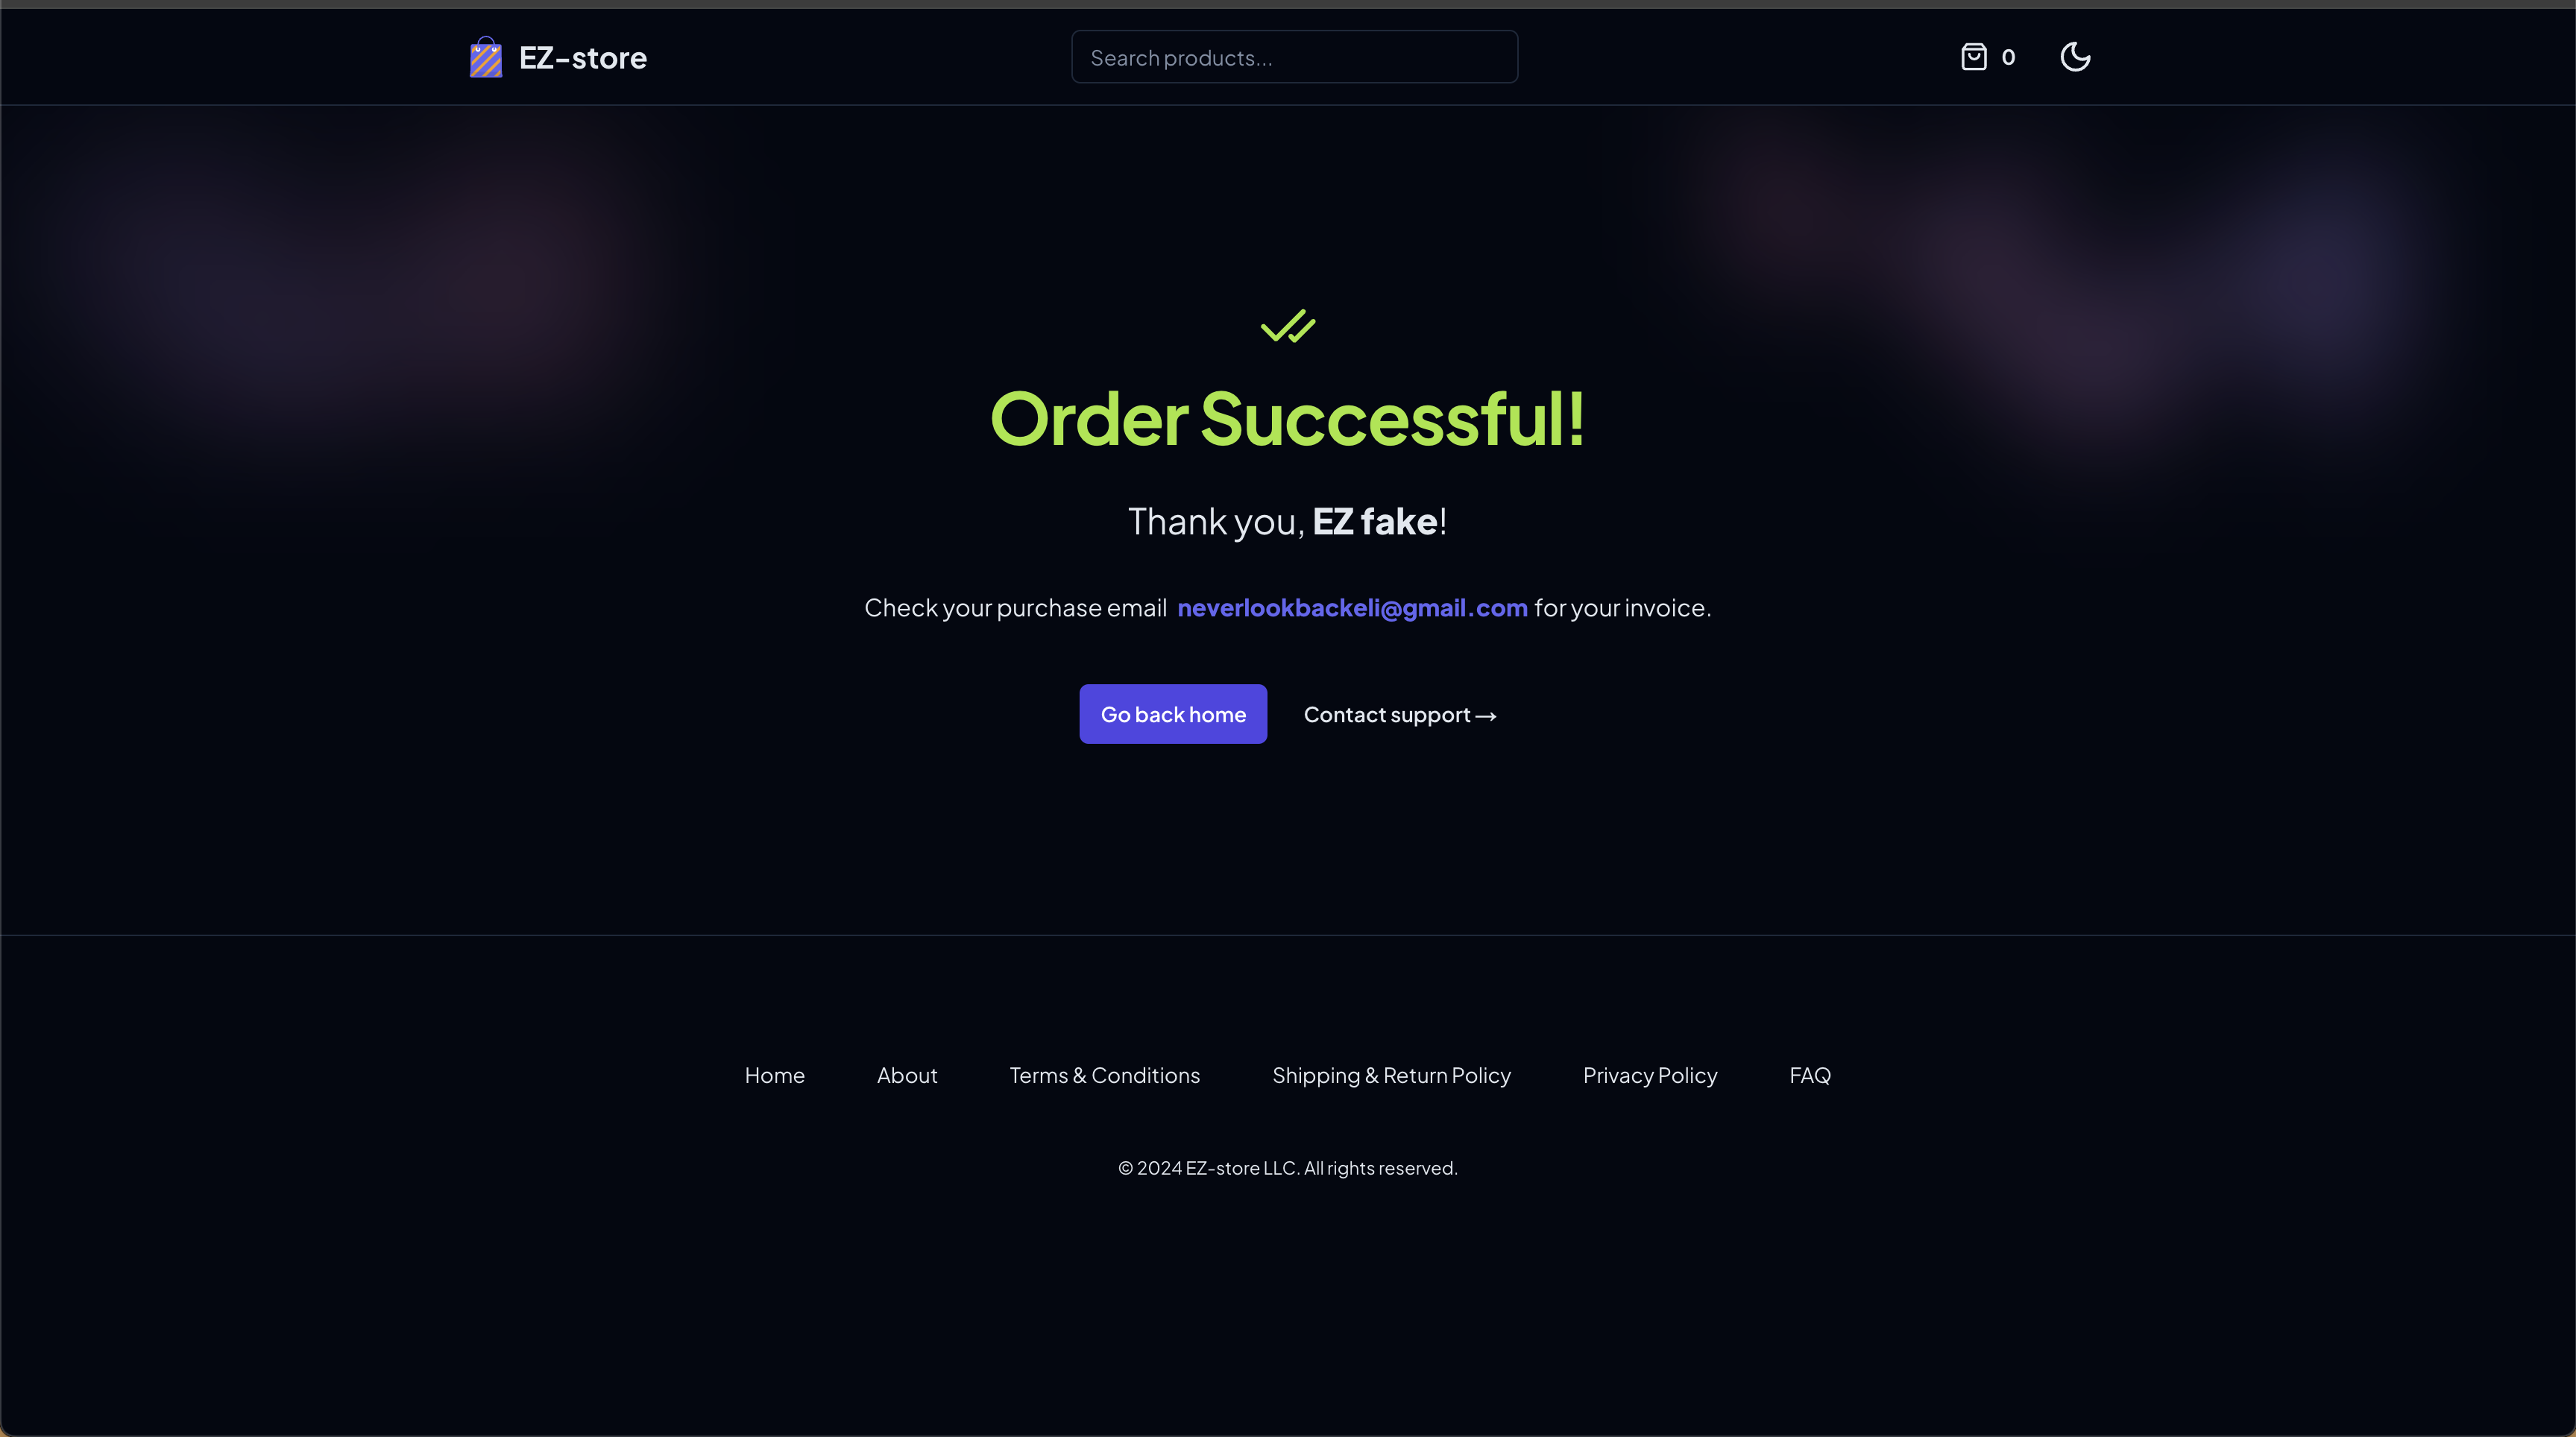 EZ-store
Search products...
0
Order Successful!
Thank you, EZ fake!
Check your purchase email neverlookbackeli@gmail.com for your invoice.
Go back home
Contact support →
Home
About
Terms & Conditions
Shipping & Return Policy
Privacy Policy
FAQ
© 2024 EZ-store LLC. All rights reserved.